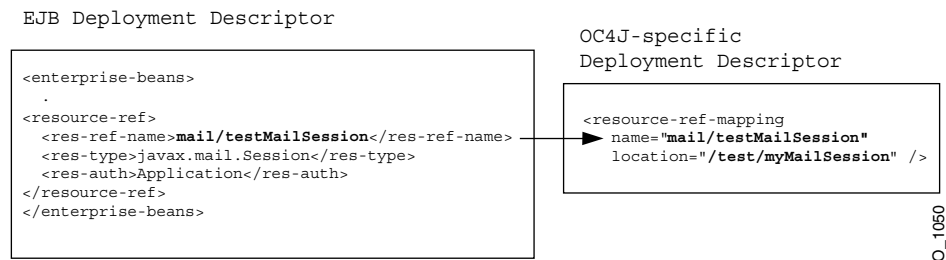 EJB Deployment Descriptor
<enterprise-beans>
.
<resource-ref>
<res-ref-name>mail/testMailSession</res-ref-name>
<res-type>javax.mail.Session</res-type>
<res-auth>Application</res-auth>
</resource-ref>
</enterprise-beans>
OC4J-specific
Deployment Descriptor
<resource-ref-mapping
name="mail/testMailSession"
location="/test/myMailSession" />
O_1050